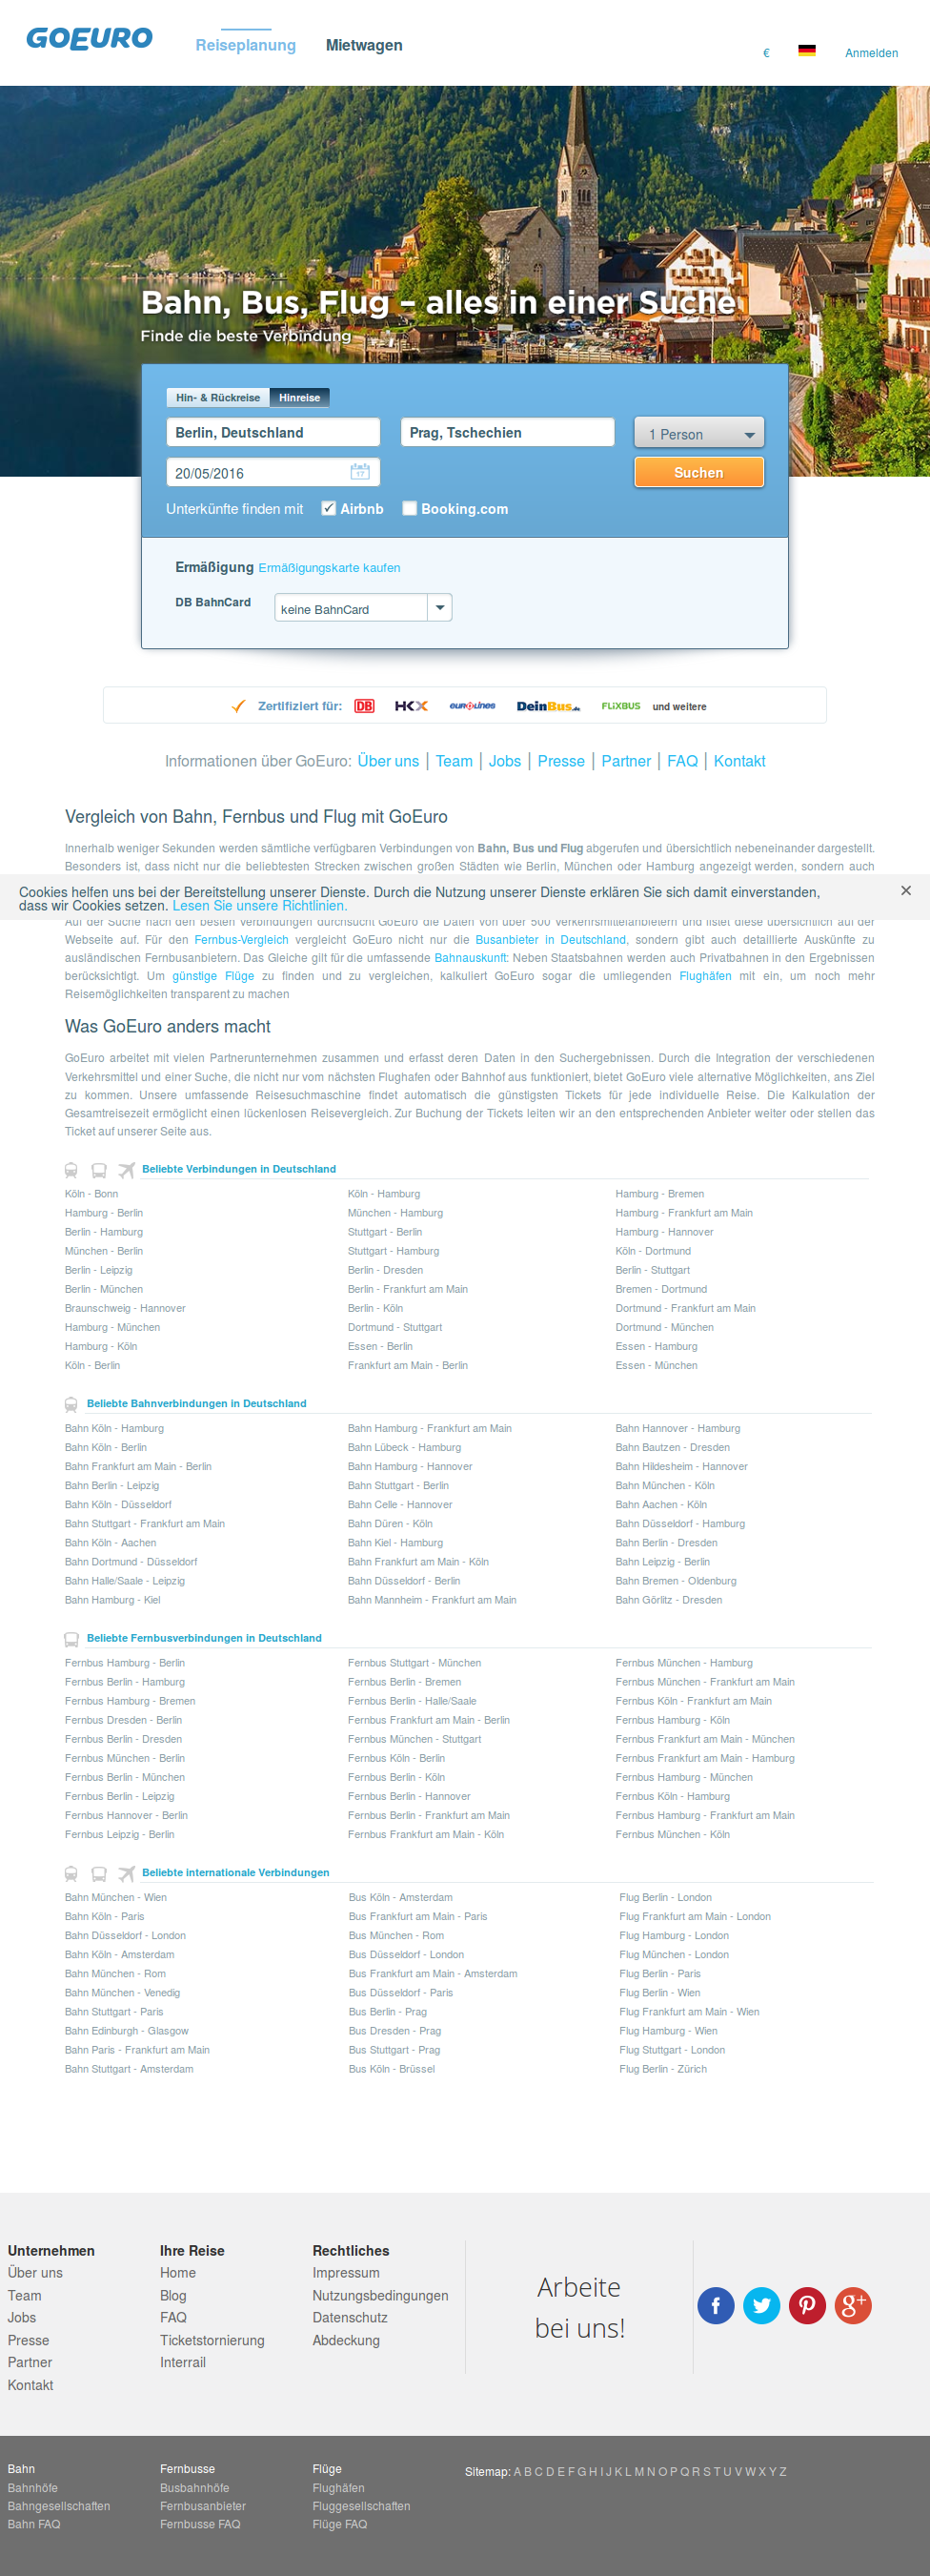 GOEURO
Reiseplanung Mietwagen
€ Anmelden
Bahn, Bus, Flug – alles in einer Suche
Finde die beste Verbindung
Hin- & Rückreise Hinreise
Berlin, Deutschland Prag, Tschechien 1 Person
20/05/2016 17 Suchen
Unterkünfte finden mit Airbnb Booking.com
Ermäßigung Ermäßigungskarte kaufen
DB BahnCard keine BahnCard
Zertifiziert für: DB HKX eurolines DeinBus.de FLiXBUS und weitere
Informationen über GoEuro: Über uns | Team | Jobs | Presse | Partner | FAQ | Kontakt
Vergleich von Bahn, Fernbus und Flug mit GoEuro
Innerhalb weniger Sekunden werden sämtliche verfügbaren Verbindungen von Bahn, Bus und Flug abgerufen und übersichtlich nebeneinander dargestellt.
Besonders ist, dass nicht nur die beliebtesten Strecken zwischen großen Städten wie Berlin, München oder Hamburg angezeigt werden, sondern auch
Cookies helfen uns bei der Bereitstellung unserer Dienste. Durch die Nutzung unserer Dienste erklären Sie sich damit einverstanden,
dass wir Cookies setzen. Lesen Sie unsere Richtlinien.
Auf der Suche nach den besten Verbindungen durchsucht GoEuro die Daten von über 500 Verkehrsmittelanbietern und listet diese übersichtlich auf der
Webseite auf. Für den Fernbus-Vergleich vergleicht GoEuro nicht nur die Busanbieter in Deutschland, sondern gibt auch detaillierte Auskünfte zu
ausländischen Fernbusanbietern. Das Gleiche gilt für die umfassende Bahnauskunft: Neben Staatsbahnen werden auch Privatbahnen in den Ergebnissen
berücksichtigt. Um günstige Flüge zu finden und zu vergleichen, kalkuliert GoEuro sogar die umliegenden Flughäfen mit ein, um noch mehr
Reisemöglichkeiten transparent zu machen
Was GoEuro anders macht
GoEuro arbeitet mit vielen Partnerunternehmen zusammen und erfasst deren Daten in den Suchergebnissen. Durch die Integration der verschiedenen
Verkehrsmittel und einer Suche, die nicht nur vom nächsten Flughafen oder Bahnhof aus funktioniert, bietet GoEuro viele alternative Möglichkeiten, ans Ziel
zu kommen. Unsere umfassende Reisesuchmaschine findet automatisch die günstigsten Tickets für jede individuelle Reise. Die Kalkulation der
Gesamtreisezeit ermöglicht einen lückenlosen Reisevergleich. Zur Buchung der Tickets leiten wir an den entsprechenden Anbieter weiter oder stellen das
Ticket auf unserer Seite aus.
Beliebte Verbindungen in Deutschland
Köln - Bonn Köln - Hamburg Hamburg - Bremen
Hamburg - Berlin München - Hamburg Hamburg - Frankfurt am Main
Berlin - Hamburg Stuttgart - Berlin Hamburg - Hannover
München - Berlin Stuttgart - Hamburg Köln - Dortmund
Berlin - Leipzig Berlin - Dresden Berlin - Stuttgart
Berlin - München Berlin - Frankfurt am Main Bremen - Dortmund
Braunschweig - Hannover Berlin - Köln Dortmund - Frankfurt am Main
Hamburg - München Dortmund - Stuttgart Dortmund - München
Hamburg - Köln Essen - Berlin Essen - Hamburg
Köln - Berlin Frankfurt am Main - Berlin Essen - München
Beliebte Bahnverbindungen in Deutschland
Bahn Köln - Hamburg Bahn Hamburg - Frankfurt am Main Bahn Hannover - Hamburg
Bahn Köln - Berlin Bahn Lübeck - Hamburg Bahn Bautzen - Dresden
Bahn Frankfurt am Main - Berlin Bahn Hamburg - Hannover Bahn Hildesheim - Hannover
Bahn Berlin - Leipzig Bahn Stuttgart - Berlin Bahn München - Köln
Bahn Köln - Düsseldorf Bahn Celle - Hannover Bahn Aachen - Köln
Bahn Stuttgart - Frankfurt am Main Bahn Düren - Köln Bahn Düsseldorf - Hamburg
Bahn Köln - Aachen Bahn Kiel - Hamburg Bahn Berlin - Dresden
Bahn Dortmund - Düsseldorf Bahn Frankfurt am Main - Köln Bahn Leipzig - Berlin
Bahn Halle/Saale - Leipzig Bahn Düsseldorf - Berlin Bahn Bremen - Oldenburg
Bahn Hamburg - Kiel Bahn Mannheim - Frankfurt am Main Bahn Görlitz - Dresden
Beliebte Fernbusverbindungen in Deutschland
Fernbus Hamburg - Berlin Fernbus Stuttgart - München Fernbus München - Hamburg
Fernbus Berlin - Hamburg Fernbus Berlin - Bremen Fernbus München - Frankfurt am Main
Fernbus Hamburg - Bremen Fernbus Berlin - Halle/Saale Fernbus Köln - Frankfurt am Main
Fernbus Dresden - Berlin Fernbus Frankfurt am Main - Berlin Fernbus Hamburg - Köln
Fernbus Berlin - Dresden Fernbus München - Stuttgart Fernbus Frankfurt am Main - München
Fernbus München - Berlin Fernbus Köln - Berlin Fernbus Frankfurt am Main - Hamburg
Fernbus Berlin - München Fernbus Berlin - Köln Fernbus Hamburg - München
Fernbus Berlin - Leipzig Fernbus Berlin - Hannover Fernbus Köln - Hamburg
Fernbus Hannover - Berlin Fernbus Berlin - Frankfurt am Main Fernbus Hamburg - Frankfurt am Main
Fernbus Leipzig - Berlin Fernbus Frankfurt am Main - Köln Fernbus München - Köln
Beliebte internationale Verbindungen
Bahn München - Wien Bus Köln - Amsterdam Flug Berlin - London
Bahn Köln - Paris Bus Frankfurt am Main - Paris Flug Frankfurt am Main - London
Bahn Düsseldorf - London Bus München - Rom Flug Hamburg - London
Bahn Köln - Amsterdam Bus Düsseldorf - London Flug München - London
Bahn München - Rom Bus Frankfurt am Main - Amsterdam Flug Berlin - Paris
Bahn München - Venedig Bus Düsseldorf - Paris Flug Berlin - Wien
Bahn Stuttgart - Paris Bus Berlin - Prag Flug Frankfurt am Main - Wien
Bahn Edinburgh - Glasgow Bus Dresden - Prag Flug Hamburg - Wien
Bahn Paris - Frankfurt am Main Bus Stuttgart - Prag Flug Stuttgart - London
Bahn Stuttgart - Amsterdam Bus Köln - Brüssel Flug Berlin - Zürich
Unternehmen Ihre Reise Rechtliches
Über uns Home Impressum
Team Blog Nutzungsbedingungen
Jobs FAQ Datenschutz
Presse Ticketstornierung Abdeckung
Partner Interrail
Kontakt
Arbeite
bei uns!
Bahn Fernbusse Flüge Sitemap: A B C D E F G H I J K L M N O P Q R S T U V W X Y Z
Bahnhöfe Busbahnhöfe Flughäfen
Bahngesellschaften Fernbusanbieter Fluggesellschaften
Bahn FAQ Fernbusse FAQ Flüge FAQ